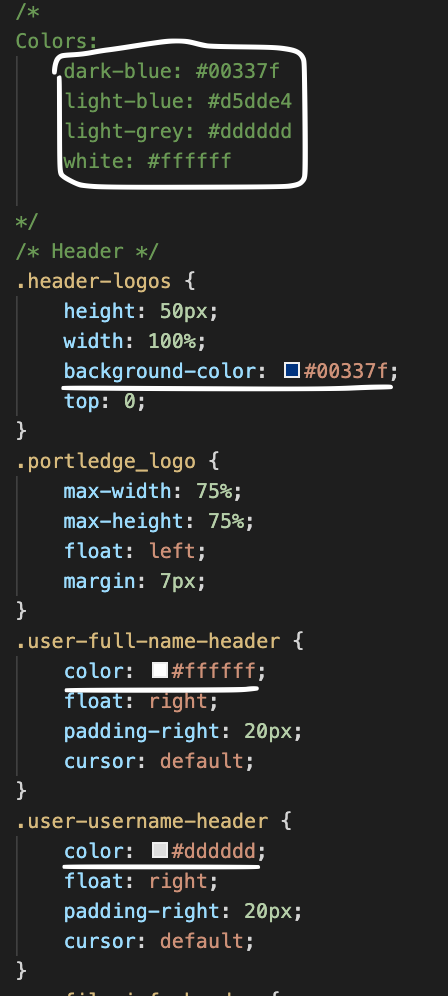 /*
Colors:
dark-blue: #00337f
light-blue: #d5dde4
light-grey: #dddddd
white: #ffffff
*/
/* Header */
.header-logos {
height: 50px;
width: 100%;
background-color: #00337f;
top: 0;
}
.portledge_logo {
max-width: 75%;
max-height: 75%;
float: left;
margin: 7px;
}
.user-full-name-header {
color: #ffffff;
float: right;
padding-right: 20px;
cursor: default;
}
.user-username-header {
color: #dddddd;
float: right;
padding-right: 20px;
cursor: default;
}